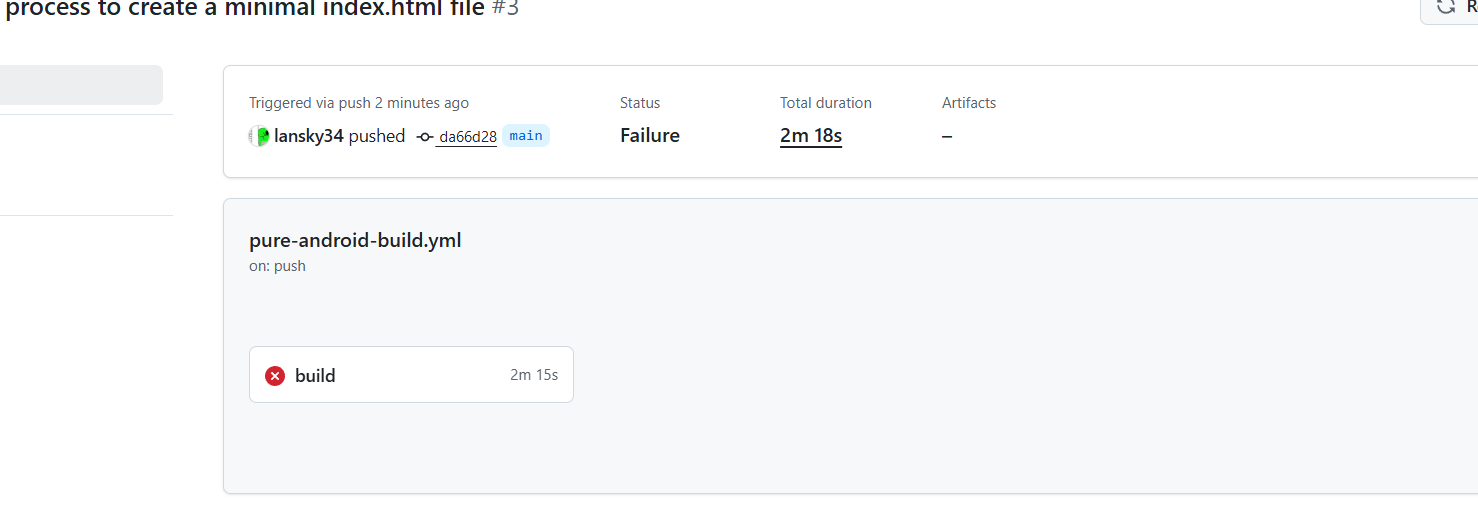 process to create a minimal index.html file #3
R
Triggered via push 2 minutes ago
lansky34 pushed da66d28 main
Status
Failure
Total duration
2m 18s
Artifacts
–
pure-android-build.yml
on: push
build 2m 15s